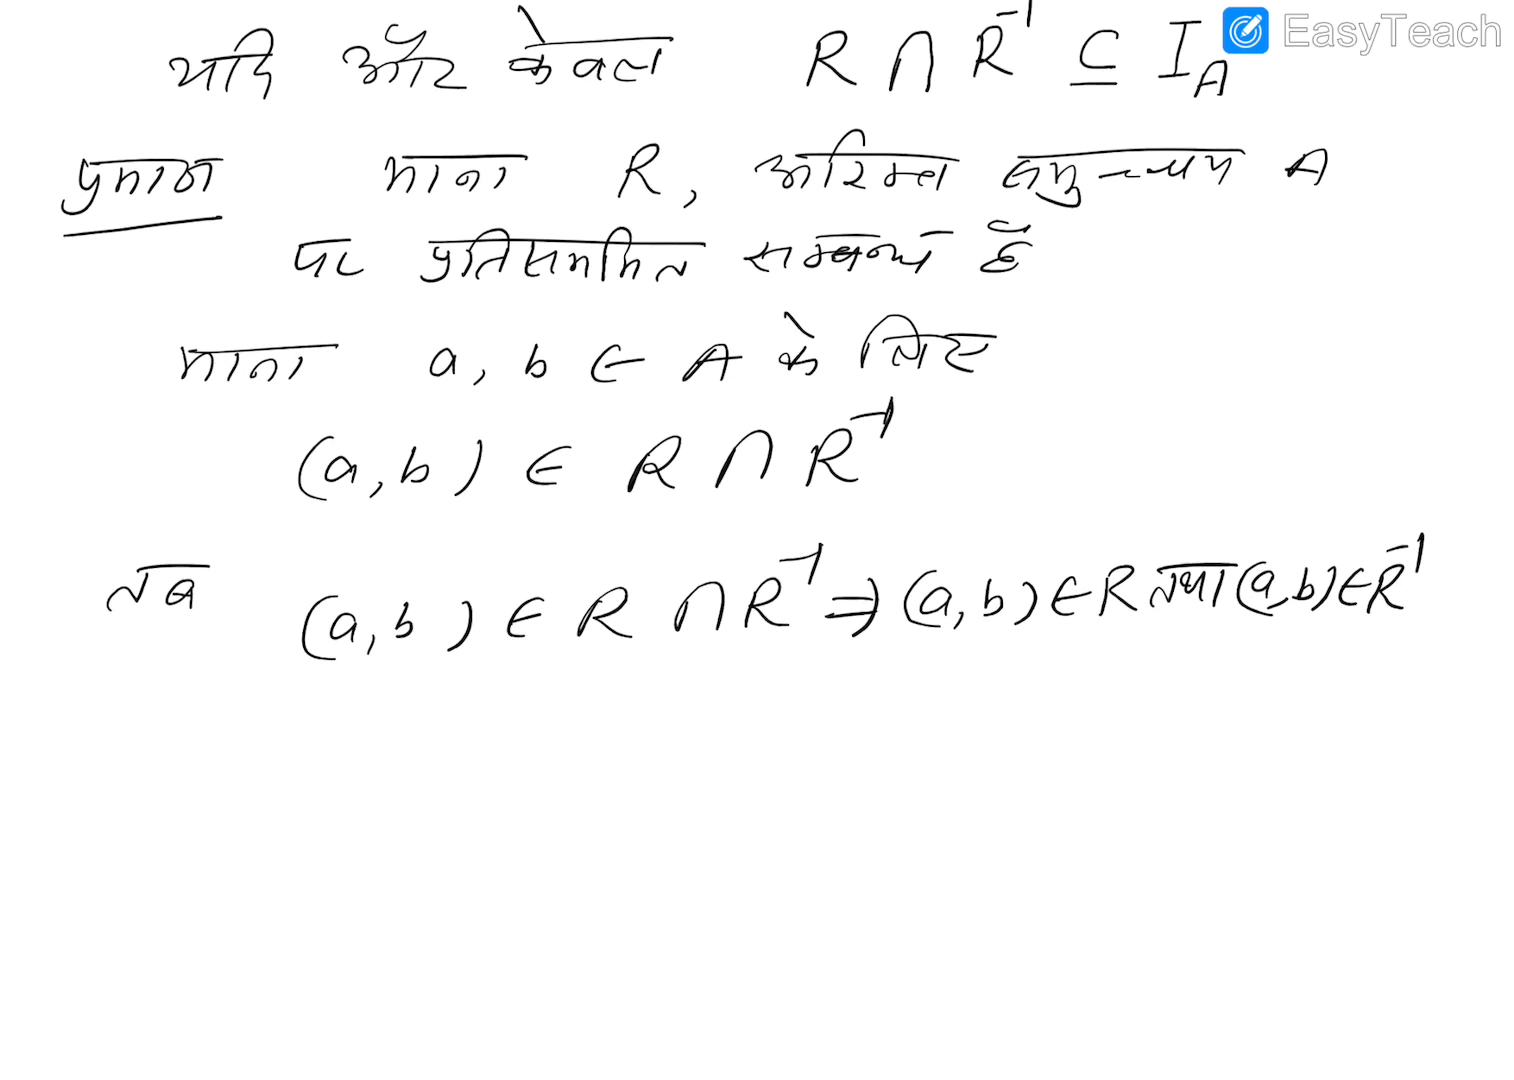 यदि और केवल R ∩ R⁻¹ ⊆ I_A EasyTeach
प्रमाण माना R, अरिक्त समुच्चय A
पर प्रतिसममित सम्बन्ध है
माना a, b ∈ A के लिए
(a, b) ∈ R ∩ R⁻¹
तब (a, b) ∈ R ∩ R⁻¹ ⇒ (a, b) ∈ R तथा (a, b) ∈ R⁻¹